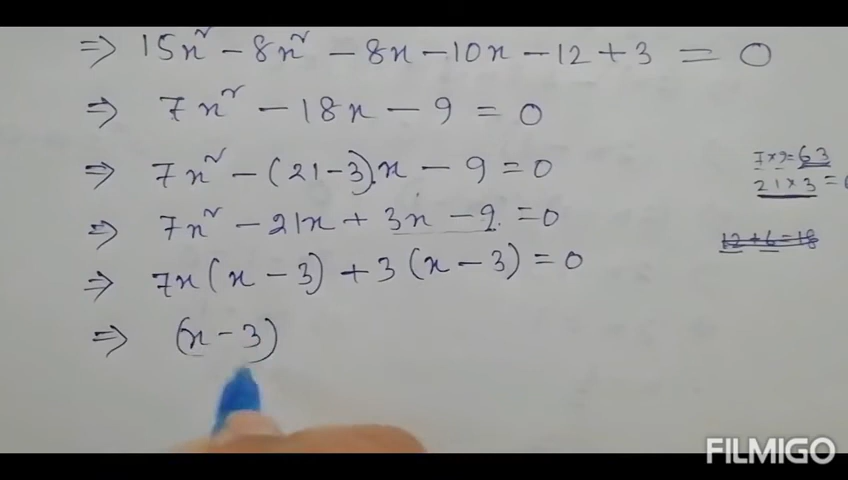 ⇒ 15x² - 8x² - 8x - 10x - 12 + 3 = 0
⇒ 7x² - 18x - 9 = 0
⇒ 7x² - (21-3)x - 9 = 0
⇒ 7x² - 21x + 3x - 9 = 0
⇒ 7x(x - 3) + 3(x - 3) = 0
⇒ (x - 3)
7×9=63
21×3=
12+6=18
FILMIGO